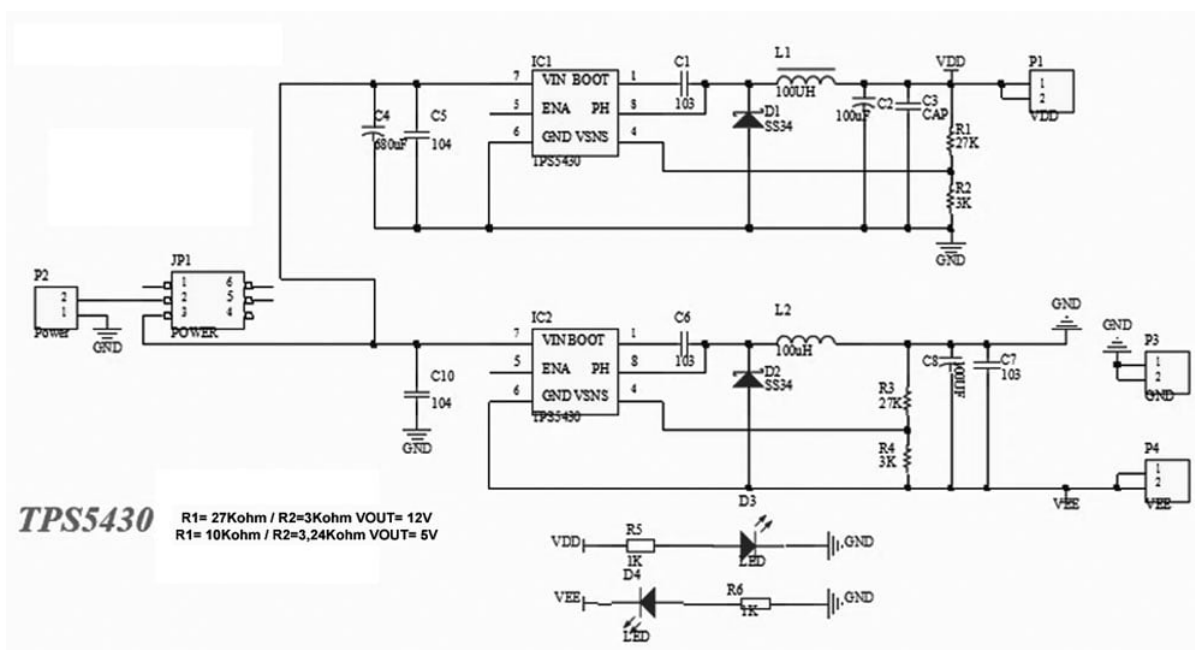 IC1
7 VIN BOOT 1
5 ENA PH 8
6 GND VSNS 4
TPS5430
C1
103
L1
100UH
D1
SS34
C2
100uF
C3
CAP
VDD
R1
27K
R2
3K
GND
P1
1
2
VDD
C4
680uF
C5
104
P2
2
1
Power
GND
JP1
1 6
2 5
3 4
POWER
C10
104
GND
IC2
7 VIN BOOT 1
5 ENA PH 8
6 GND VSNS 4
TPS5430
C6
103
L2
100uH
D2
SS34
R3
27K
R4
3K
C8
100UF
C7
103
GND
GND
P3
1
2
GND
P4
1
2
VEE
VEE
TPS5430
R1= 27Kohm / R2=3Kohm VOUT= 12V
R1= 10Kohm / R2=3,24Kohm VOUT= 5V
D3
VDD
R5
1K
LED
GND
D4
VEE
LED
R6
1K
GND